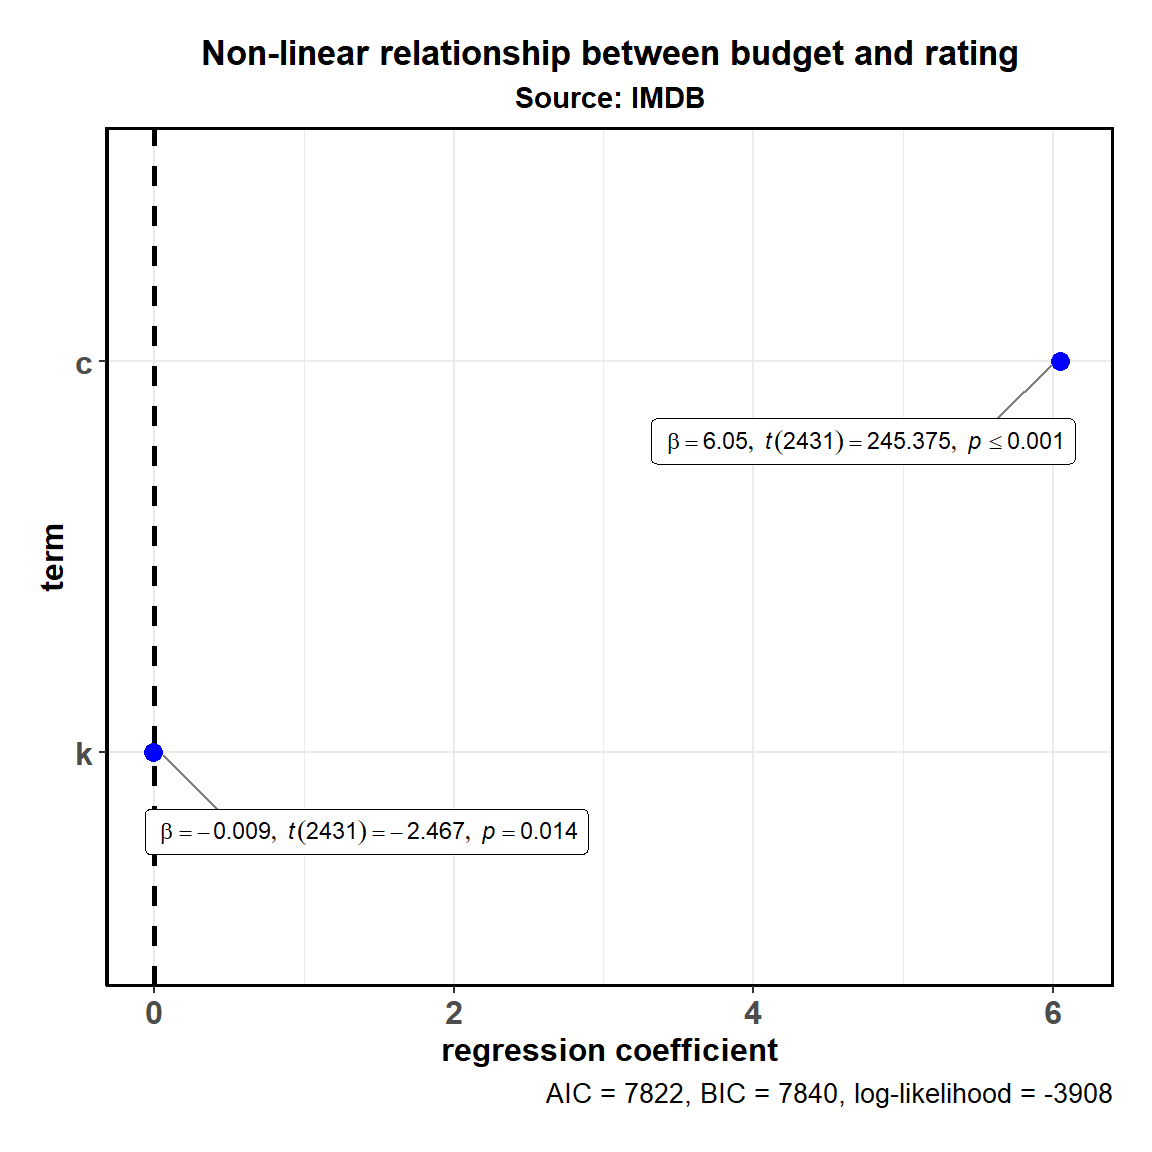 Non-linear relationship between budget and rating
Source: IMDB
term
c
β = 6.05, t(2431) = 245.375, p ≤ 0.001
k
β = −0.009, t(2431) = −2.467, p = 0.014
0 2 4 6
regression coefficient
AIC = 7822, BIC = 7840, log-likelihood = -3908